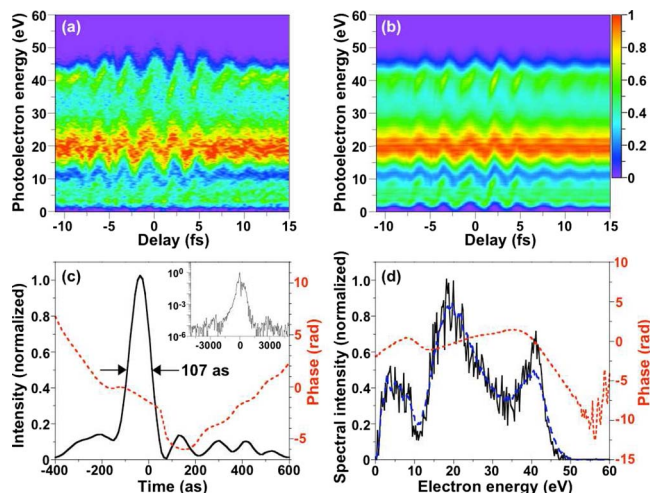 (a)
Photoelectron energy (eV)
60
50
40
30
20
10
0
-10 -5 0 5 10 15
Delay (fs)
(b)
Photoelectron energy (eV)
60
50
40
30
20
10
0
-10 -5 0 5 10 15
Delay (fs)
1
0.8
0.6
0.4
0.2
0
(c)
Intensity (normalized)
1.0
0.8
0.6
0.4
0.2
0.0
-400 -200 0 200 400 600
Time (as)
107 as
10
5
0
-5
Phase (rad)
10⁰
10⁻³
10⁻⁶
-4000 0 3000
(d)
Spectral intensity (normalized)
1.0
0.8
0.6
0.4
0.2
0.0
0 10 20 30 40 50 60
Electron energy (eV)
10
5
0
-5
-10
-15
Phase (rad)